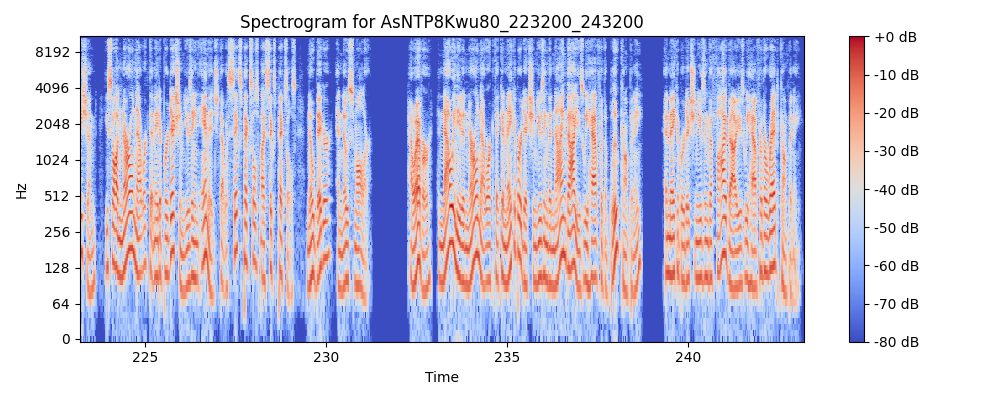 Spectrogram for AsNTP8Kwu80_223200_243200
8192
4096
2048
1024
512
256
128
64
0
Hz
225
230
235
240
Time
+0 dB
-10 dB
-20 dB
-30 dB
-40 dB
-50 dB
-60 dB
-70 dB
-80 dB